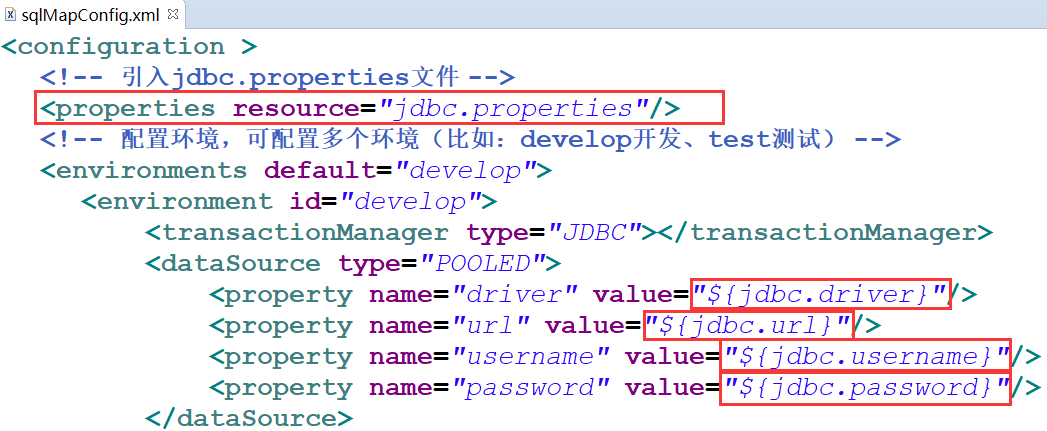 sqlMapConfig.xml
<configuration >
<!-- 引入jdbc.properties文件 -->
<properties resource="jdbc.properties"/>
<!-- 配置环境，可配置多个环境（比如：develop开发、test测试） -->
<environments default="develop">
<environment id="develop">
<transactionManager type="JDBC"></transactionManager>
<dataSource type="POOLED">
<property name="driver" value="${jdbc.driver}"/>
<property name="url" value="${jdbc.url}"/>
<property name="username" value="${jdbc.username}"/>
<property name="password" value="${jdbc.password}"/>
</dataSource>